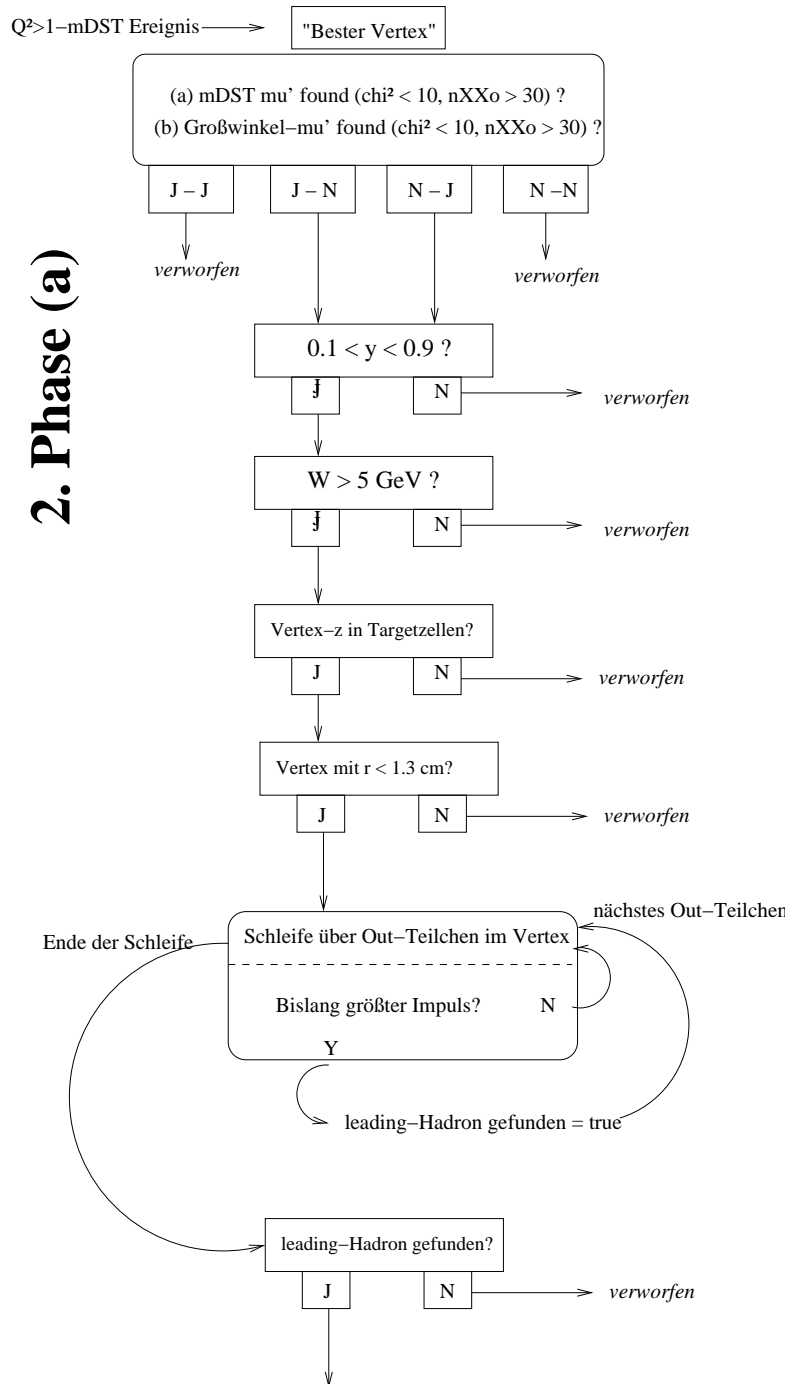 Q²>1−mDST Ereignis
"Bester Vertex"
(a) mDST mu’ found (chi² < 10, nXXo > 30) ?
(b) Großwinkel−mu’ found (chi² < 10, nXXo > 30) ?
J − J
J − N
N − J
N −N
verworfen
verworfen
2. Phase (a)
0.1 < y < 0.9 ?
J
N
verworfen
W > 5 GeV ?
J
N
verworfen
Vertex−z in Targetzellen?
J
N
verworfen
Vertex mit r < 1.3 cm?
J
N
verworfen
nächstes Out−Teilchen
Ende der Schleife
Schleife über Out−Teilchen im Vertex
Bislang größter Impuls?
N
Y
leading−Hadron gefunden = true
leading−Hadron gefunden?
J
N
verworfen